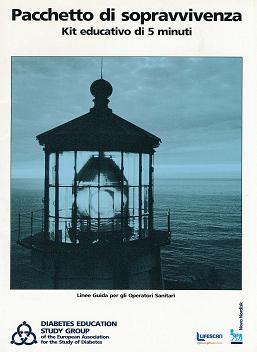 Pacchetto di sopravvivenza
Kit educativo di 5 minuti
Linee Guida per gli Operatori Sanitari
DIABETES EDUCATION
STUDY GROUP
of the European Association
for the Study of Diabetes
LIFESCAN
Novo Nordisk